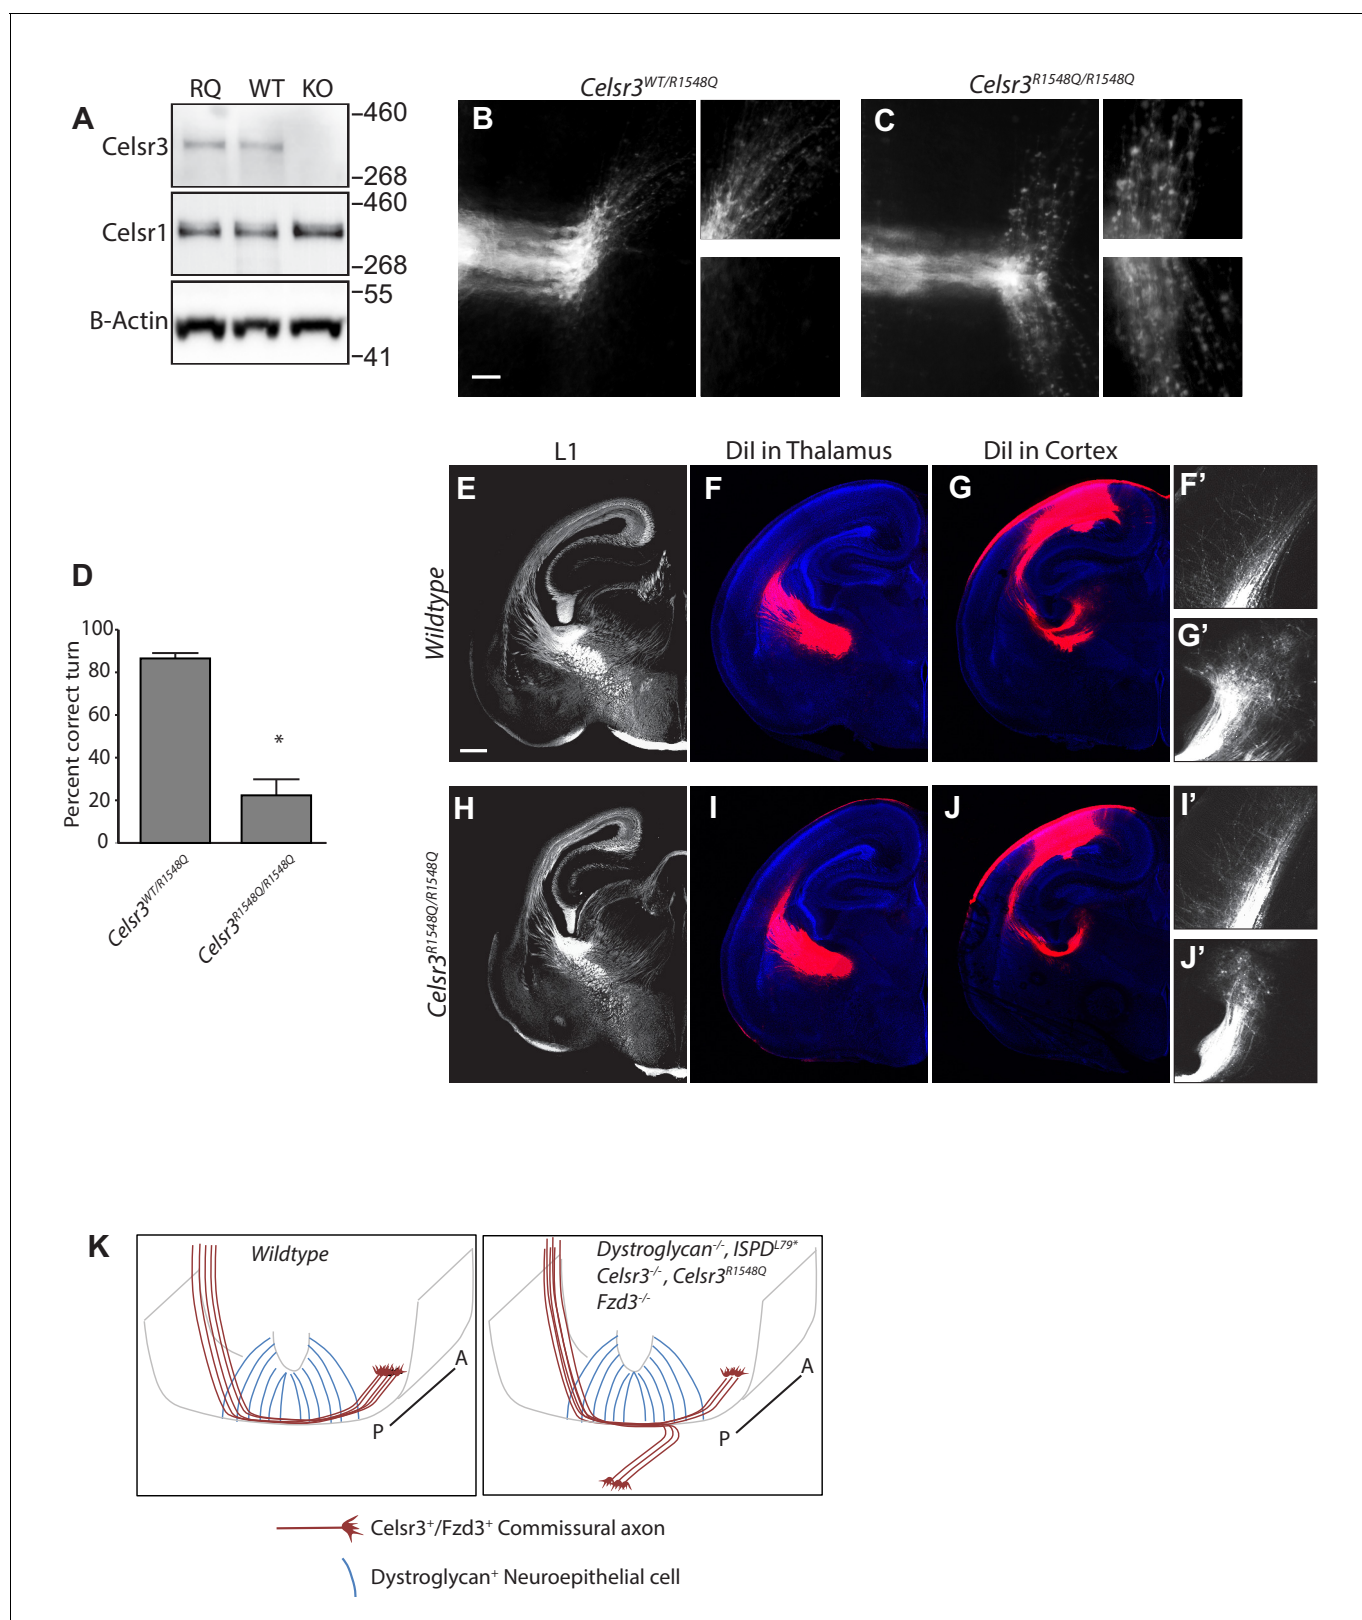 A
RQ WT KO
Celsr3
–460
–268
Celsr1
–460
–268
B-Actin
–55
–41
Celsr3WT/R1548Q
B
Celsr3R1548Q/R1548Q
C
D
Percent correct turn
100
80
60
40
20
0
*
Celsr3WT/R1548Q
Celsr3R1548Q/R1548Q
L1
DiI in Thalamus
DiI in Cortex
Wildtype
E
F
G
F’
G’
Celsr3R1548Q/R1548Q
H
I
J
I’
J’
K
Wildtype
A
P
Dystroglycan-/-, ISPDL79*
Celsr3-/-, Celsr3R1548Q
Fzd3-/-
A
P
Celsr3+/Fzd3+ Commissural axon
Dystroglycan+ Neuroepithelial cell